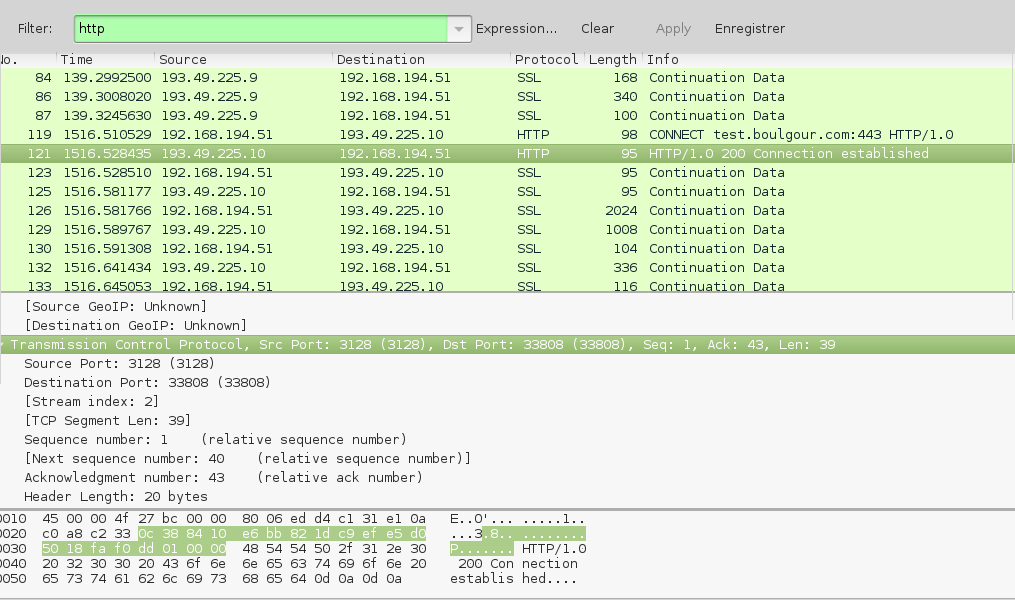 Filter: http Expression... Clear Apply Enregistrer
No. Time Source Destination Protocol Length Info
84 139.2992500 193.49.225.9 192.168.194.51 SSL 168 Continuation Data
86 139.3008020 193.49.225.9 192.168.194.51 SSL 340 Continuation Data
87 139.3245630 193.49.225.9 192.168.194.51 SSL 100 Continuation Data
119 1516.510529 192.168.194.51 193.49.225.10 HTTP 98 CONNECT test.boulgour.com:443 HTTP/1.0
121 1516.528435 193.49.225.10 192.168.194.51 HTTP 95 HTTP/1.0 200 Connection established
123 1516.528510 192.168.194.51 193.49.225.10 SSL 95 Continuation Data
125 1516.581177 193.49.225.10 192.168.194.51 SSL 95 Continuation Data
126 1516.581766 192.168.194.51 193.49.225.10 SSL 2024 Continuation Data
129 1516.589767 193.49.225.10 192.168.194.51 SSL 1008 Continuation Data
130 1516.591308 192.168.194.51 193.49.225.10 SSL 104 Continuation Data
132 1516.641434 193.49.225.10 192.168.194.51 SSL 336 Continuation Data
133 1516.645053 192.168.194.51 193.49.225.10 SSL 116 Continuation Data
[Source GeoIP: Unknown]
[Destination GeoIP: Unknown]
Transmission Control Protocol, Src Port: 3128 (3128), Dst Port: 33808 (33808), Seq: 1, Ack: 43, Len: 39
Source Port: 3128 (3128)
Destination Port: 33808 (33808)
[Stream index: 2]
[TCP Segment Len: 39]
Sequence number: 1 (relative sequence number)
[Next sequence number: 40 (relative sequence number)]
Acknowledgment number: 43 (relative ack number)
Header Length: 20 bytes
0010 45 00 00 4f 27 bc 00 00 80 06 ed d4 c1 31 e1 0a E..O'... .....1..
0020 c0 a8 c2 33 0c 38 84 10 e6 bb 82 1d c9 ef e5 d0 ...3.8.. ........
0030 50 18 fa f0 dd 01 00 00 48 54 54 50 2f 31 2e 30 P....... HTTP/1.0
0040 20 32 30 30 20 43 6f 6e 6e 65 63 74 69 6f 6e 20 200 Con nection
0050 65 73 74 61 62 6c 69 73 68 65 64 0d 0a 0d 0a establis hed....